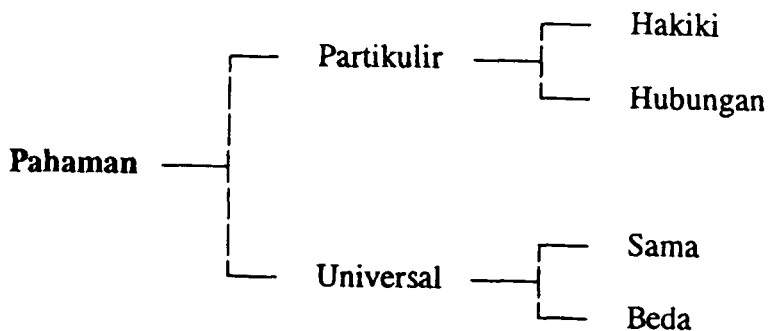 Hakiki
Partikulir
Hubungan
Pahaman
Sama
Universal
Beda